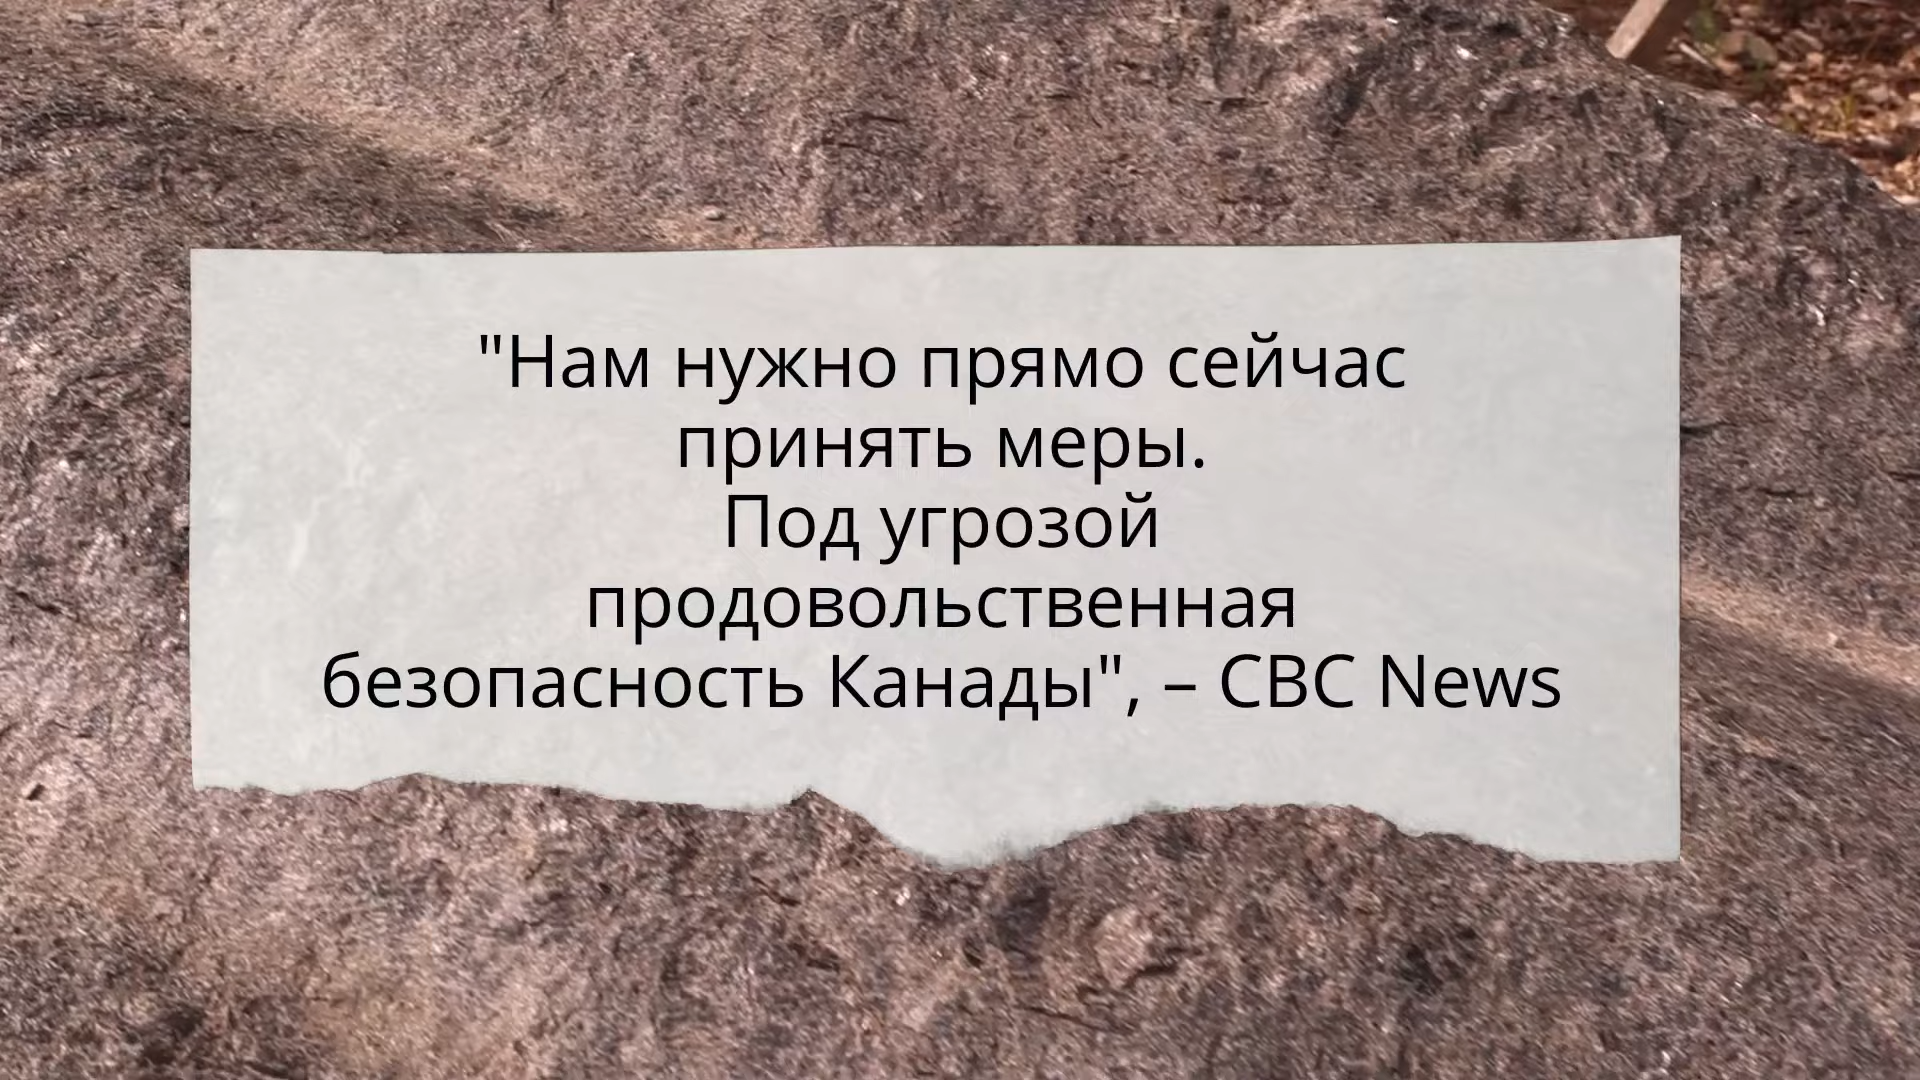 "Нам нужно прямо сейчас
принять меры.
Под угрозой
продовольственная
безопасность Канады", – CBC News